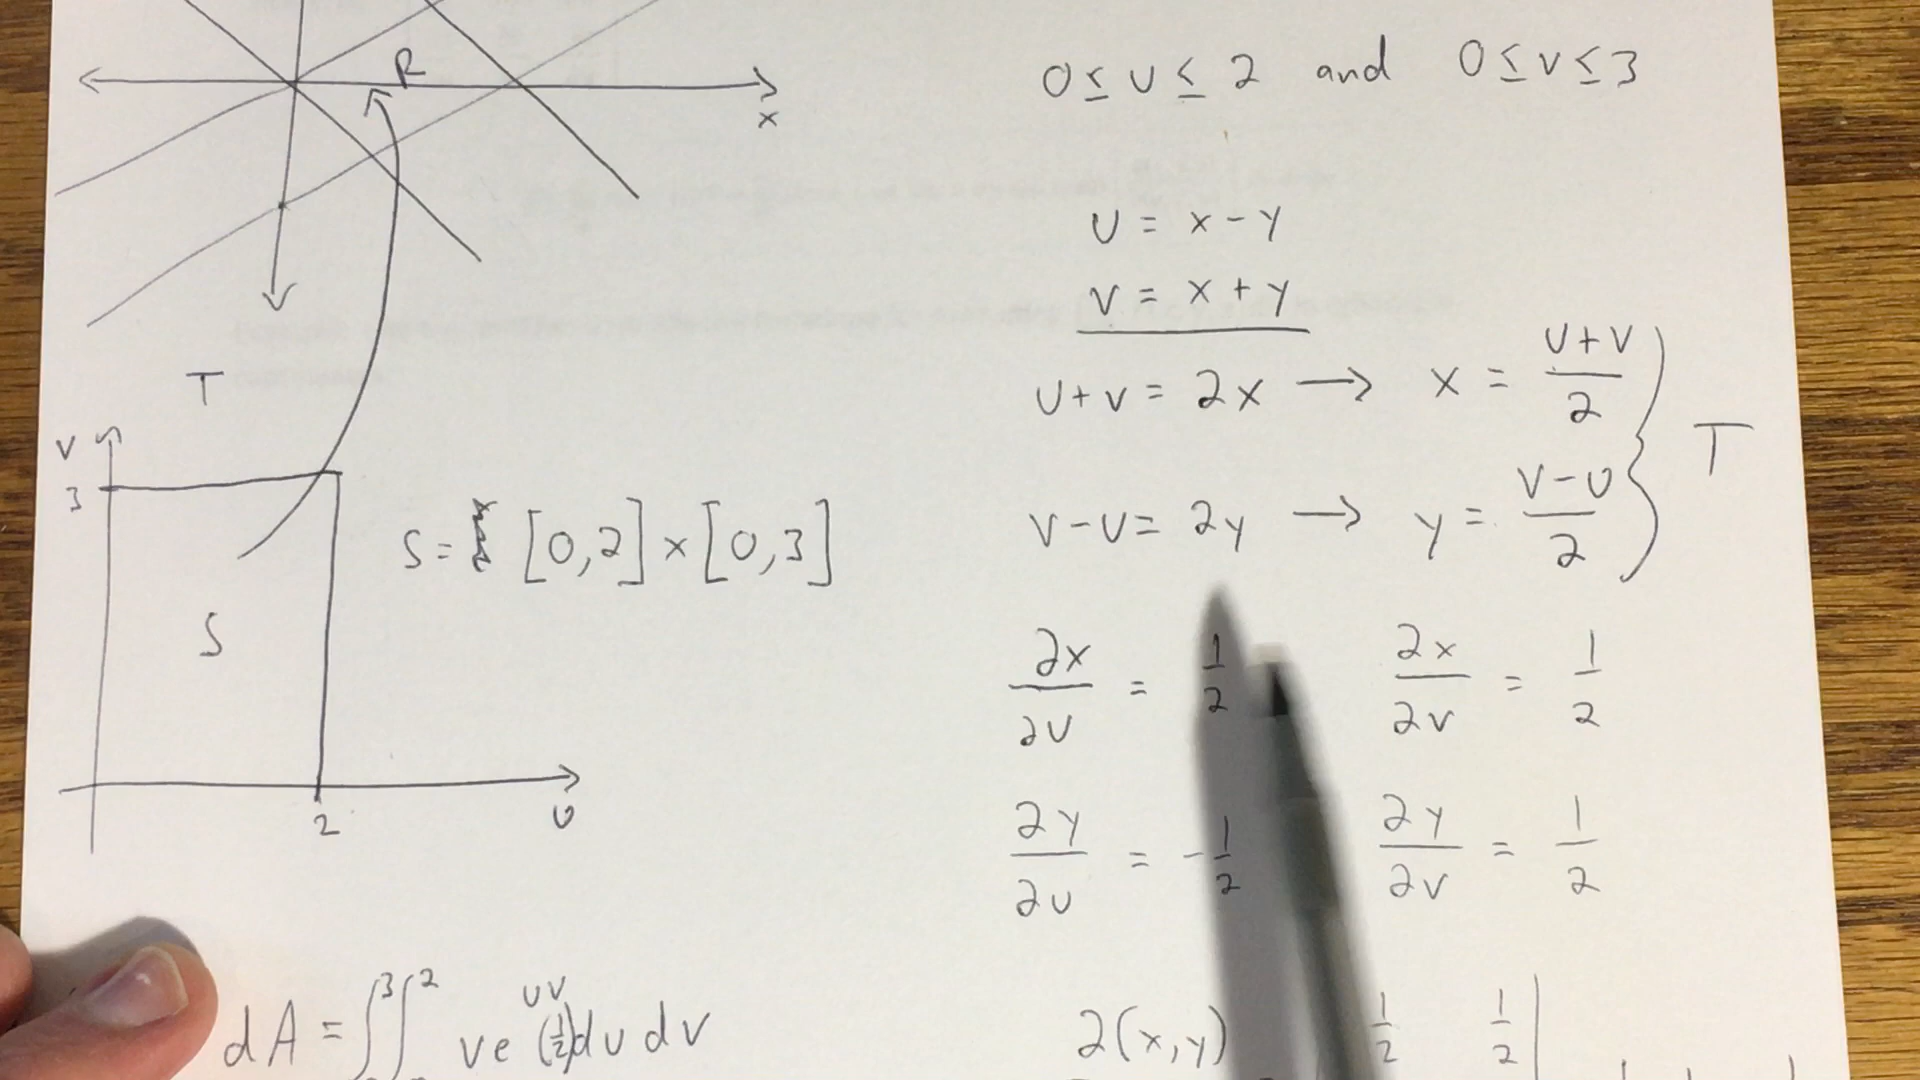 R
x
T
v
3
S
2
u
S = [0,2] × [0,3]
dA = ∫³∫² ve^{uv} (1/2) du dv
0 ≤ u ≤ 2 and 0 ≤ v ≤ 3
u = x - y
v = x + y
u + v = 2x → x = (u+v)/2
v - u = 2y → y = (v-u)/2
T
∂x/∂u = 1/2 ∂x/∂v = 1/2
∂y/∂u = -1/2 ∂y/∂v = 1/2
∂(x,y) 1/2 1/2